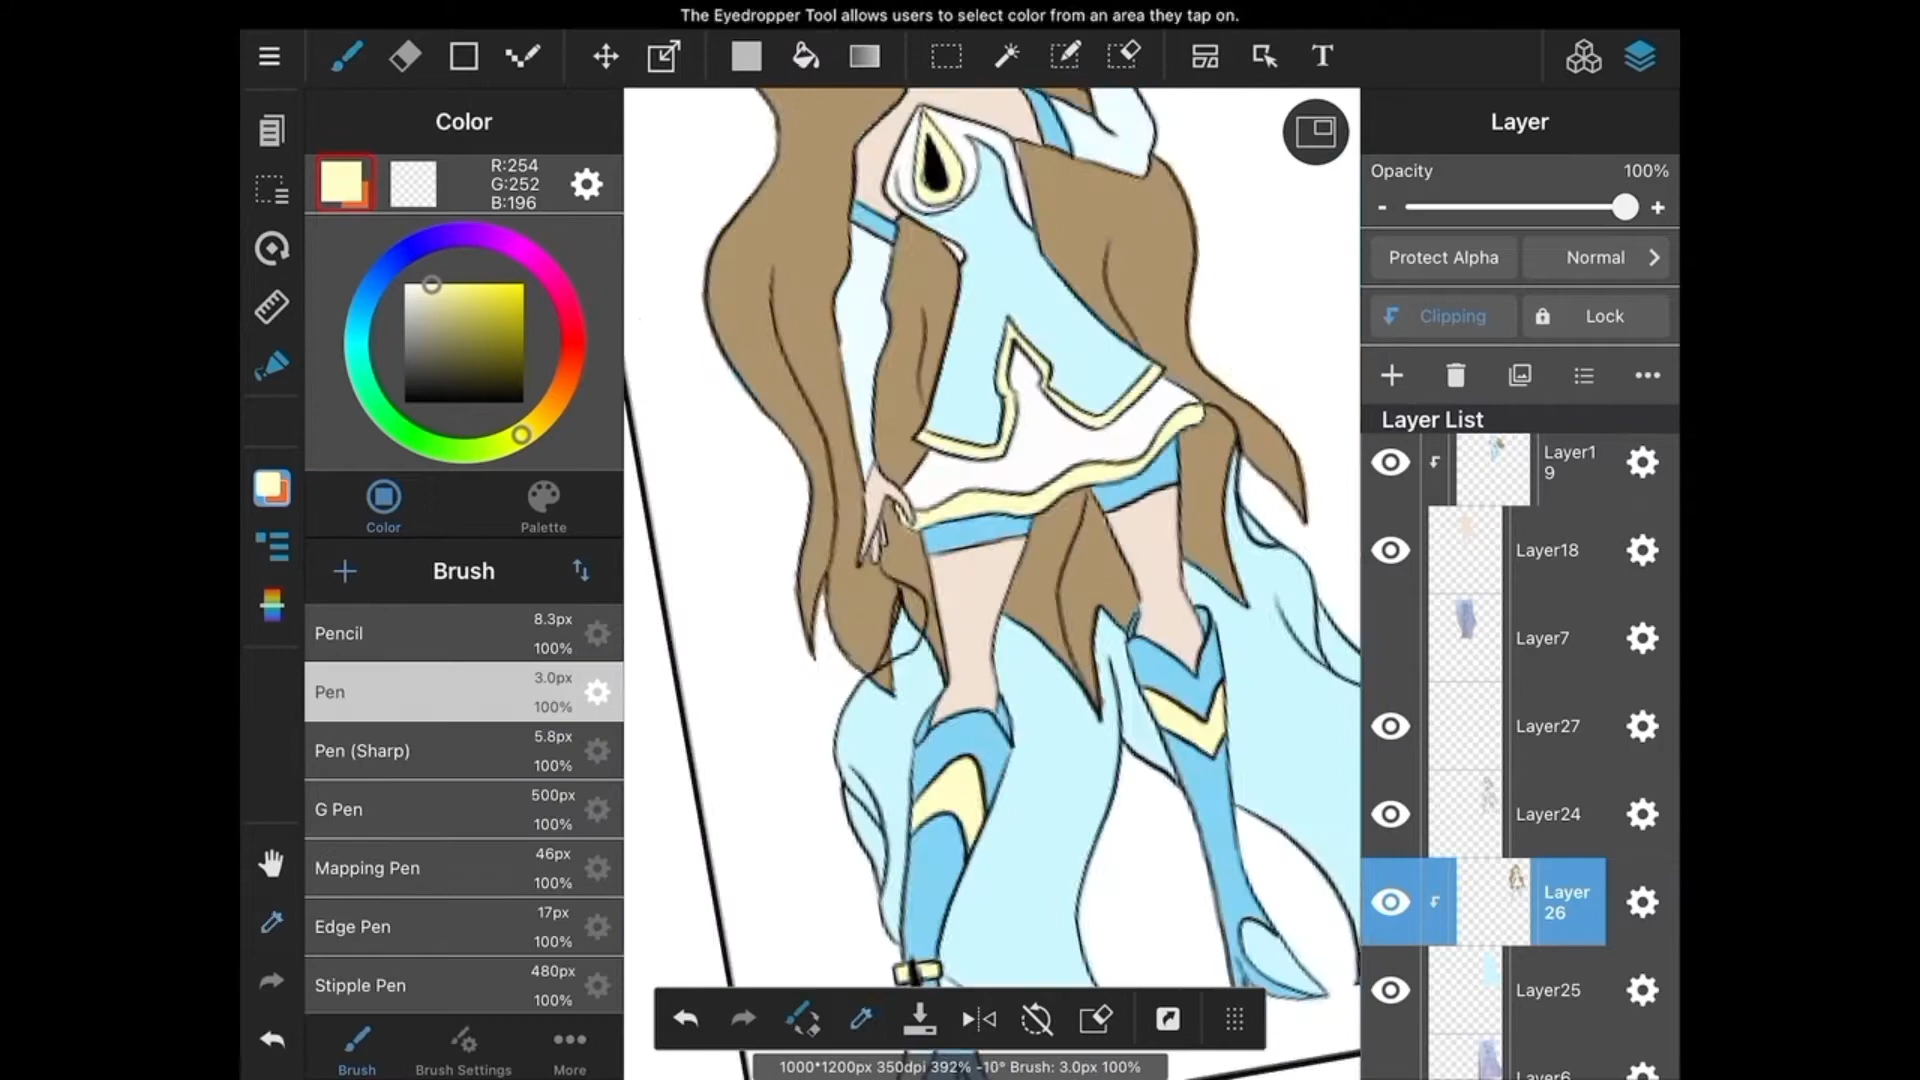 The Eyedropper Tool allows users to select color from an area they tap on.
T
Color
R:254
G:252
B:196
Color
Palette
Brush
Pencil
8.3px
100%
Pen
3.0px
100%
Pen (Sharp)
5.8px
100%
G Pen
500px
100%
Mapping Pen
46px
100%
Edge Pen
17px
100%
Stipple Pen
480px
100%
Brush
Brush Settings
More
1000*1200px 350dpi 392% -10° Brush: 3.0px 100%
Layer
Opacity
100%
-
+
Protect Alpha
Normal
Clipping
Lock
Layer List
Layer1
9
Layer18
Layer7
Layer27
Layer24
Layer
26
Layer25
Layer6